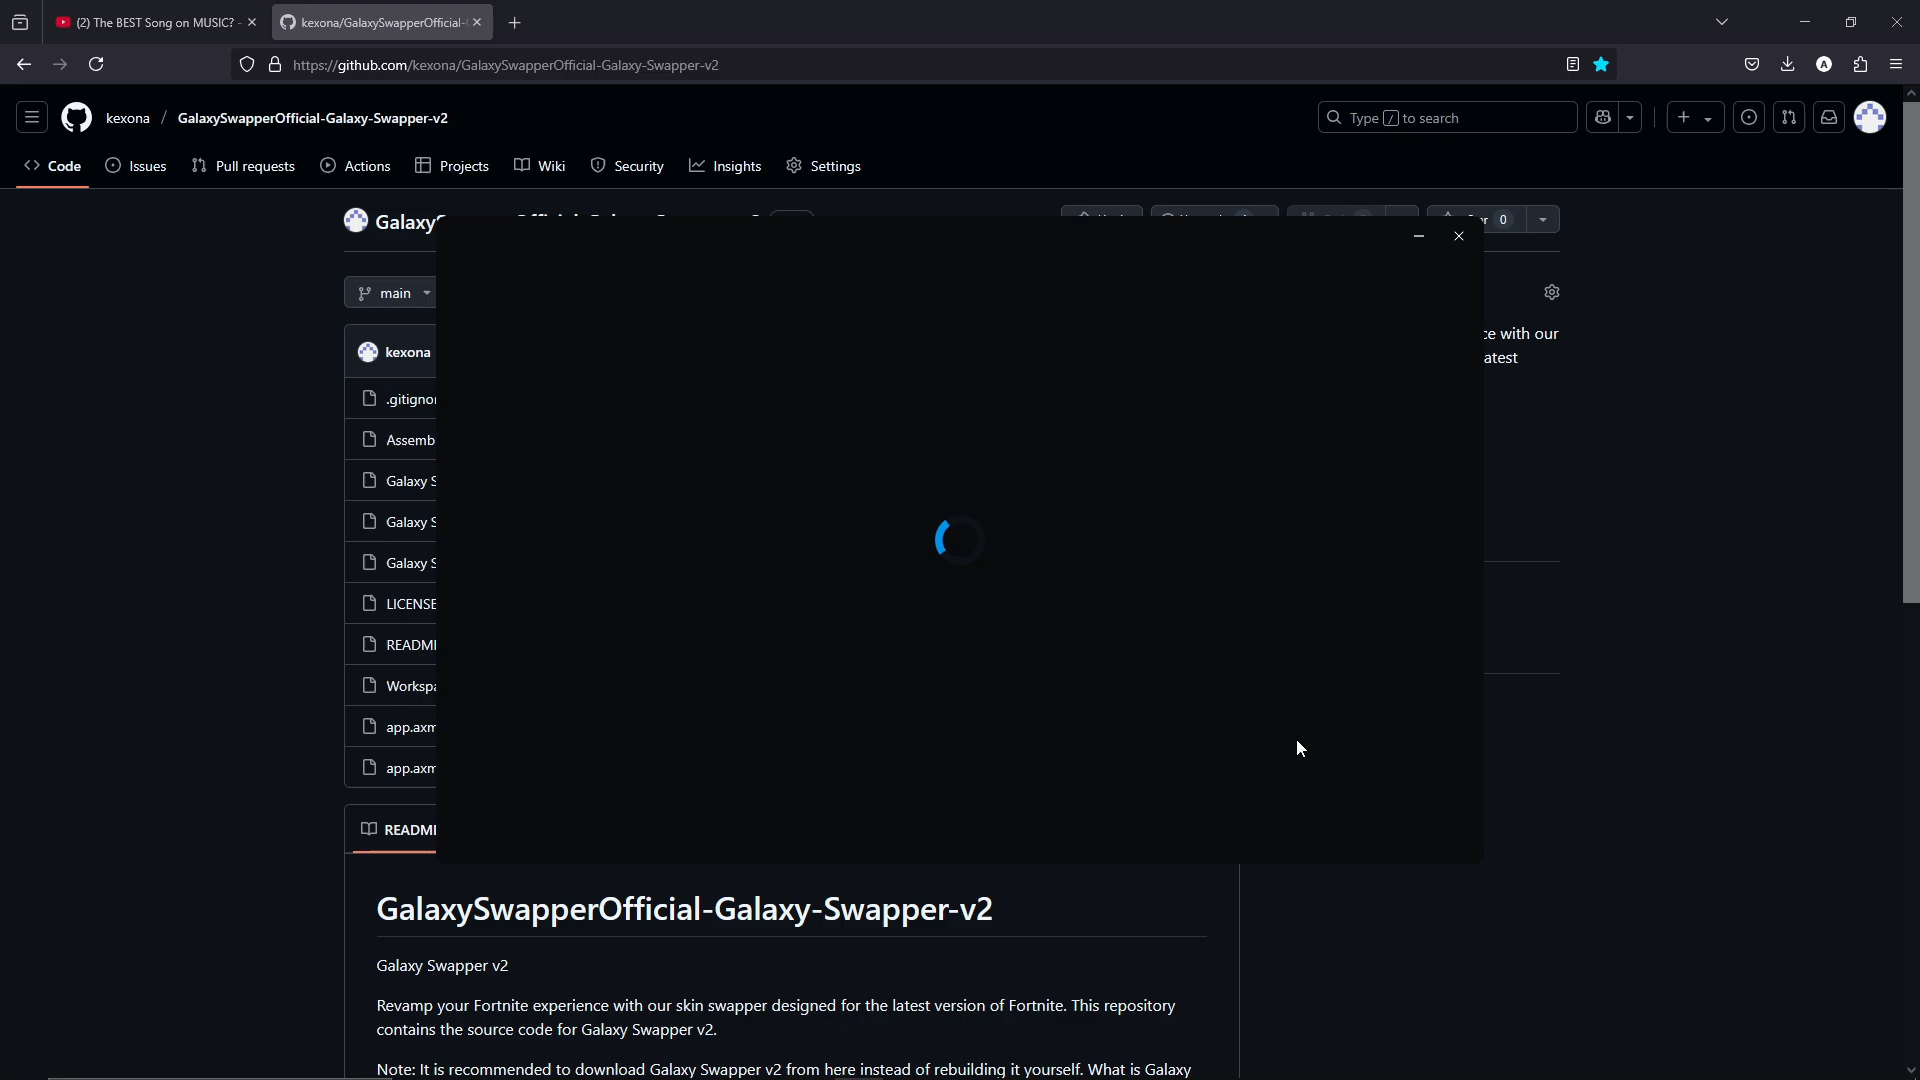 (2) The BEST Song on MUSIC? -
kexona/GalaxySwapperOfficial-
https://github.com/kexona/GalaxySwapperOfficial-Galaxy-Swapper-v2
A
kexona / GalaxySwapperOfficial-Galaxy-Swapper-v2
Type / to search
Code
Issues
Pull requests
Actions
Projects
Wiki
Security
Insights
Settings
Galaxy
0
main
ce with our
atest
kexona
.gitigno
Assemb
Galaxy S
Galaxy S
Galaxy S
LICENSE
READM
Workspa
app.axm
app.axm
READM
GalaxySwapperOfficial-Galaxy-Swapper-v2
Galaxy Swapper v2
Revamp your Fortnite experience with our skin swapper designed for the latest version of Fortnite. This repository
contains the source code for Galaxy Swapper v2.
Note: It is recommended to download Galaxy Swapper v2 from here instead of rebuilding it yourself. What is Galaxy